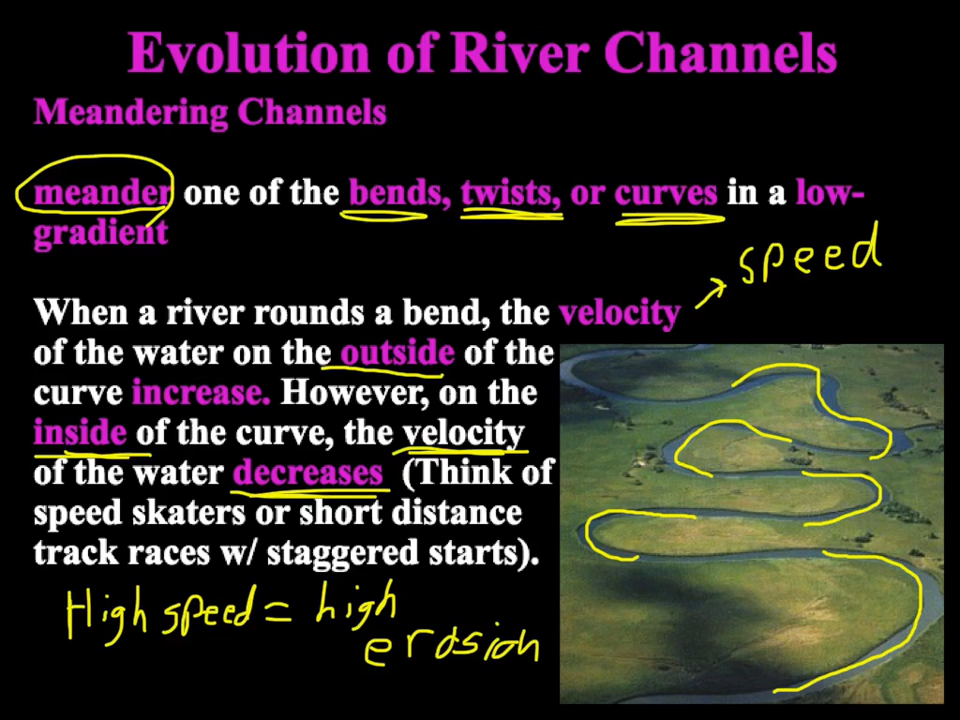 Evolution of River Channels
Meandering Channels
meander one of the bends, twists, or curves in a low-
gradient
speed
When a river rounds a bend, the velocity
of the water on the outside of the
curve increase. However, on the
inside of the curve, the velocity
of the water decreases (Think of
speed skaters or short distance
track races w/ staggered starts).
High speed = high
erosion